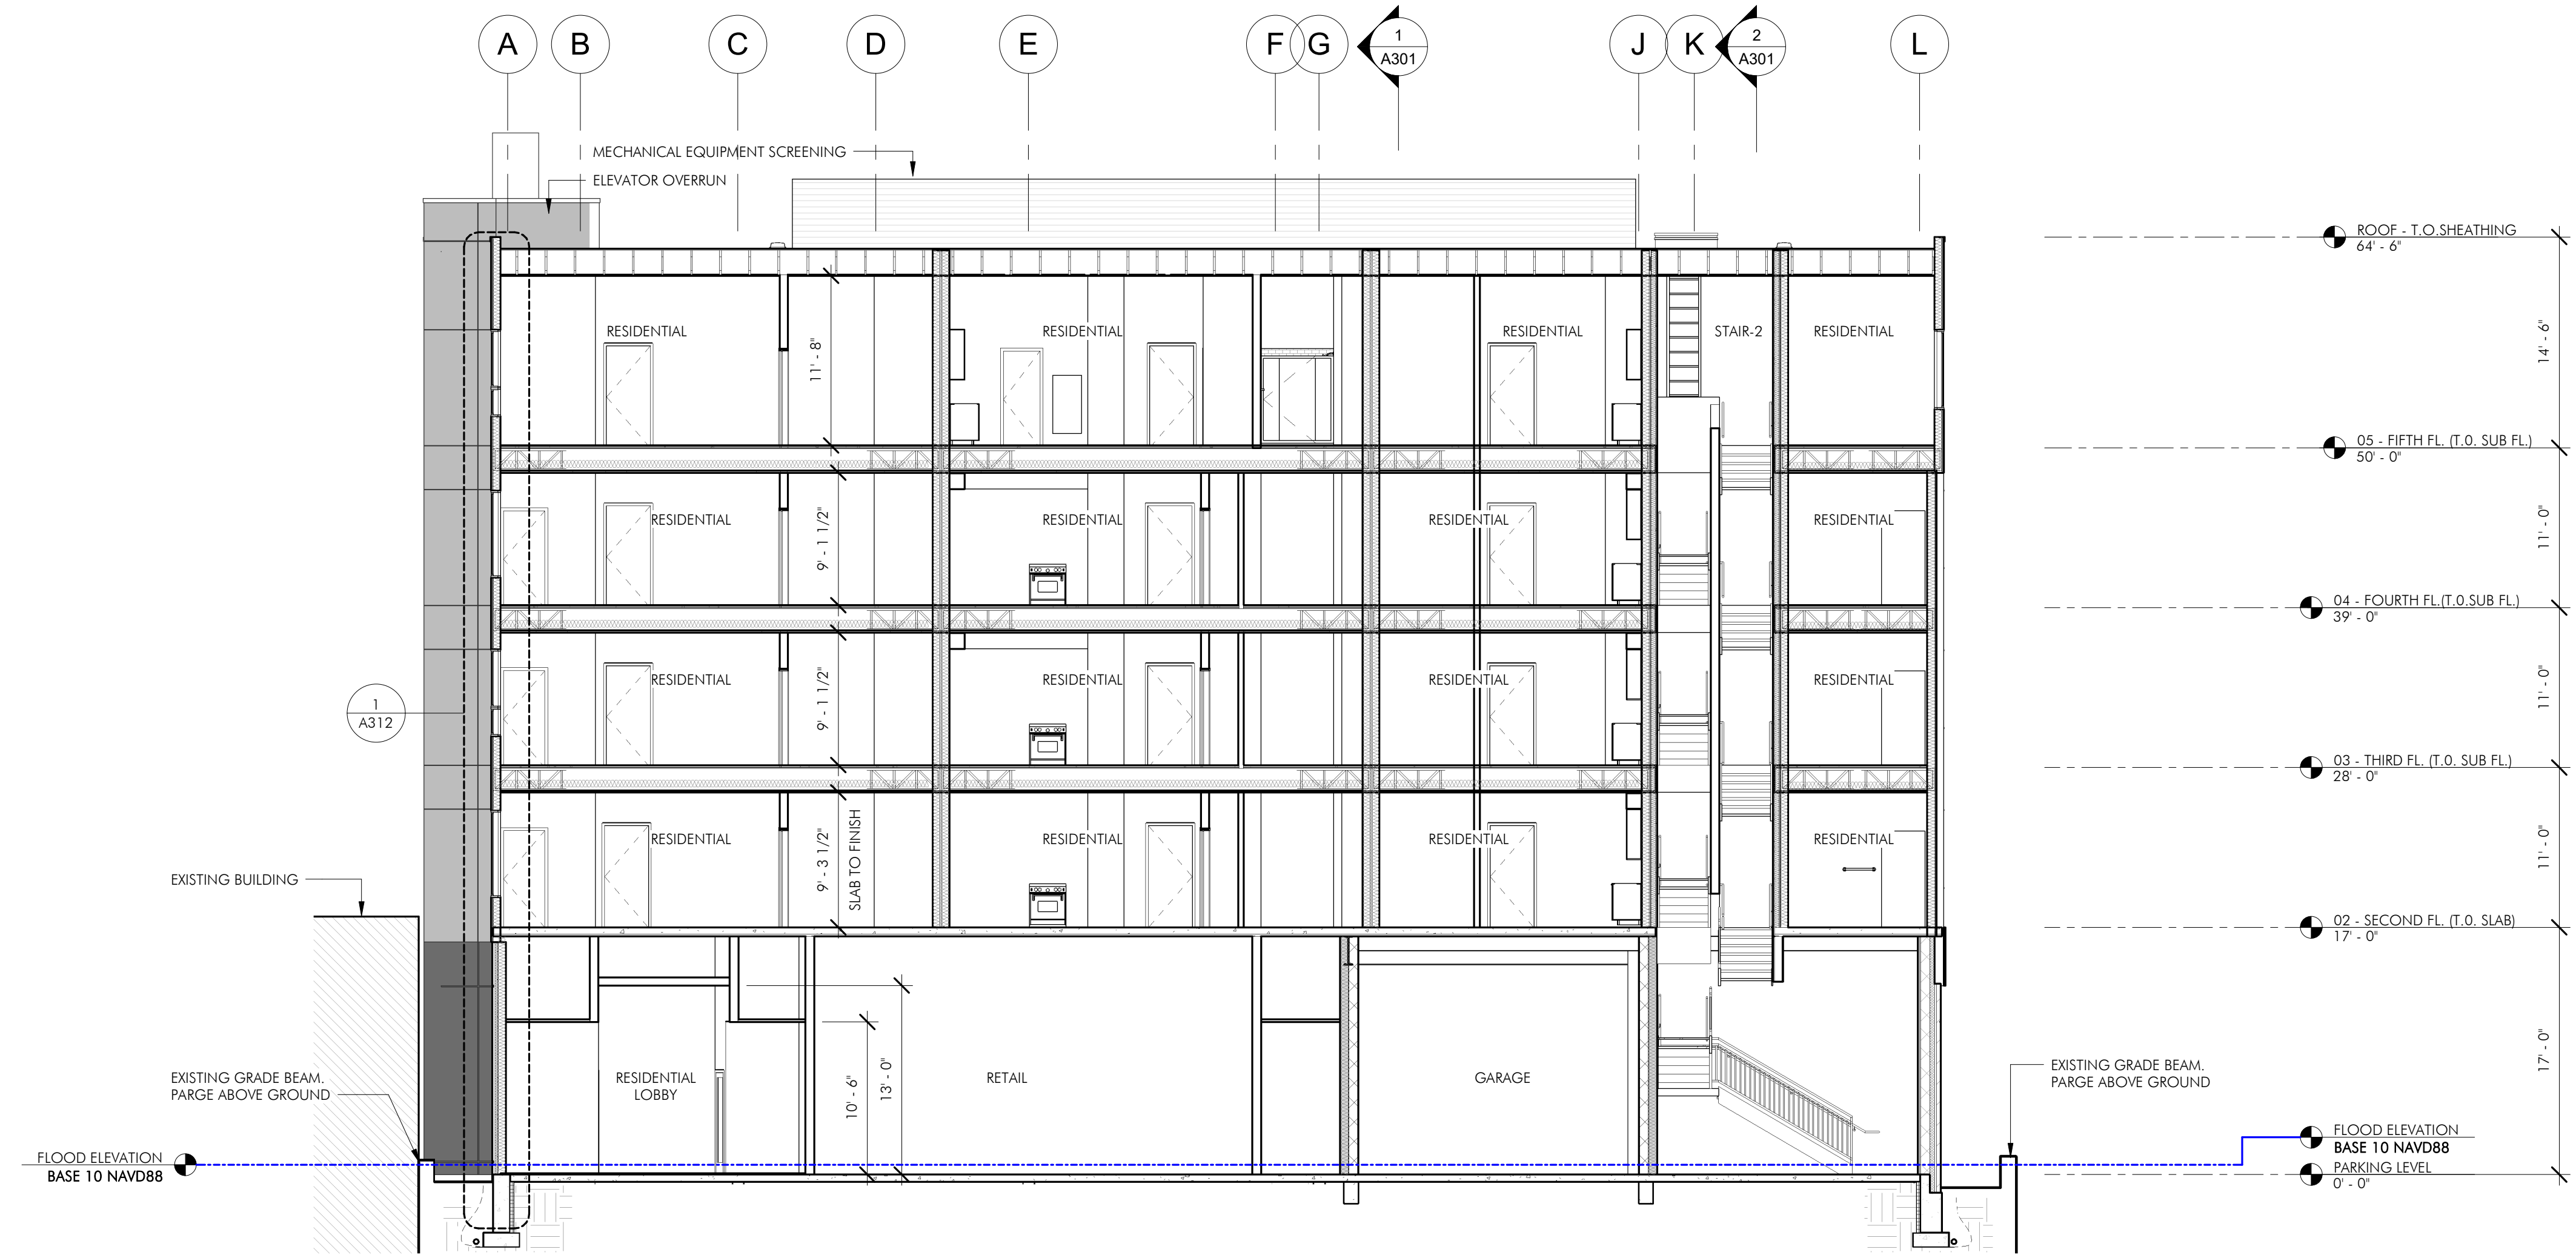 A
B
C
D
E
F
G
1
A301
J
K
2
A301
L
MECHANICAL EQUIPMENT SCREENING
ELEVATOR OVERRUN
ROOF - T.O.SHEATHING
64' - 6"
RESIDENTIAL
11' - 8"
RESIDENTIAL
RESIDENTIAL
STAIR-2
RESIDENTIAL
14' - 6"
05 - FIFTH FL. (T.0. SUB FL.)
50' - 0"
RESIDENTIAL
9' - 1 1/2"
RESIDENTIAL
RESIDENTIAL
RESIDENTIAL
11' - 0"
04 - FOURTH FL.(T.0.SUB FL.)
39' - 0"
1
A312
RESIDENTIAL
9' - 1 1/2"
RESIDENTIAL
RESIDENTIAL
RESIDENTIAL
11' - 0"
03 - THIRD FL. (T.0. SUB FL.)
28' - 0"
RESIDENTIAL
9' - 3 1/2"
SLAB TO FINISH
RESIDENTIAL
RESIDENTIAL
RESIDENTIAL
11' - 0"
EXISTING BUILDING
02 - SECOND FL. (T.0. SLAB)
17' - 0"
EXISTING GRADE BEAM.
PARGE ABOVE GROUND
RESIDENTIAL
LOBBY
10' - 6"
13' - 0"
RETAIL
GARAGE
EXISTING GRADE BEAM.
PARGE ABOVE GROUND
17' - 0"
FLOOD ELEVATION
BASE 10 NAVD88
FLOOD ELEVATION
BASE 10 NAVD88
PARKING LEVEL
0' - 0"